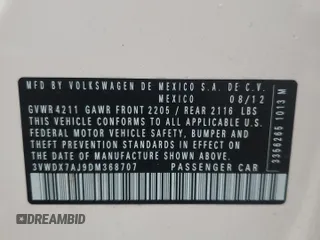 MFD BY VOLKSWAGEN DE MEXICO S.A. DE C.V.
MEXICO 08/12
GVWR 4211 GAWR FRONT 2205 / REAR 2116 LBS
THIS VEHICLE CONFORMS TO ALL APPLICABLE U.S.
FEDERAL MOTOR VEHICLE SAFETY, BUMPER AND
THEFT PREVENTION STANDARDS IN EFFECT ON THE
DATE OF MANUFACTURE SHOWN ABOVE
3VWDX7AJ9DM368707 PASSENGER CAR
3356265 1013 M
DREAMBID